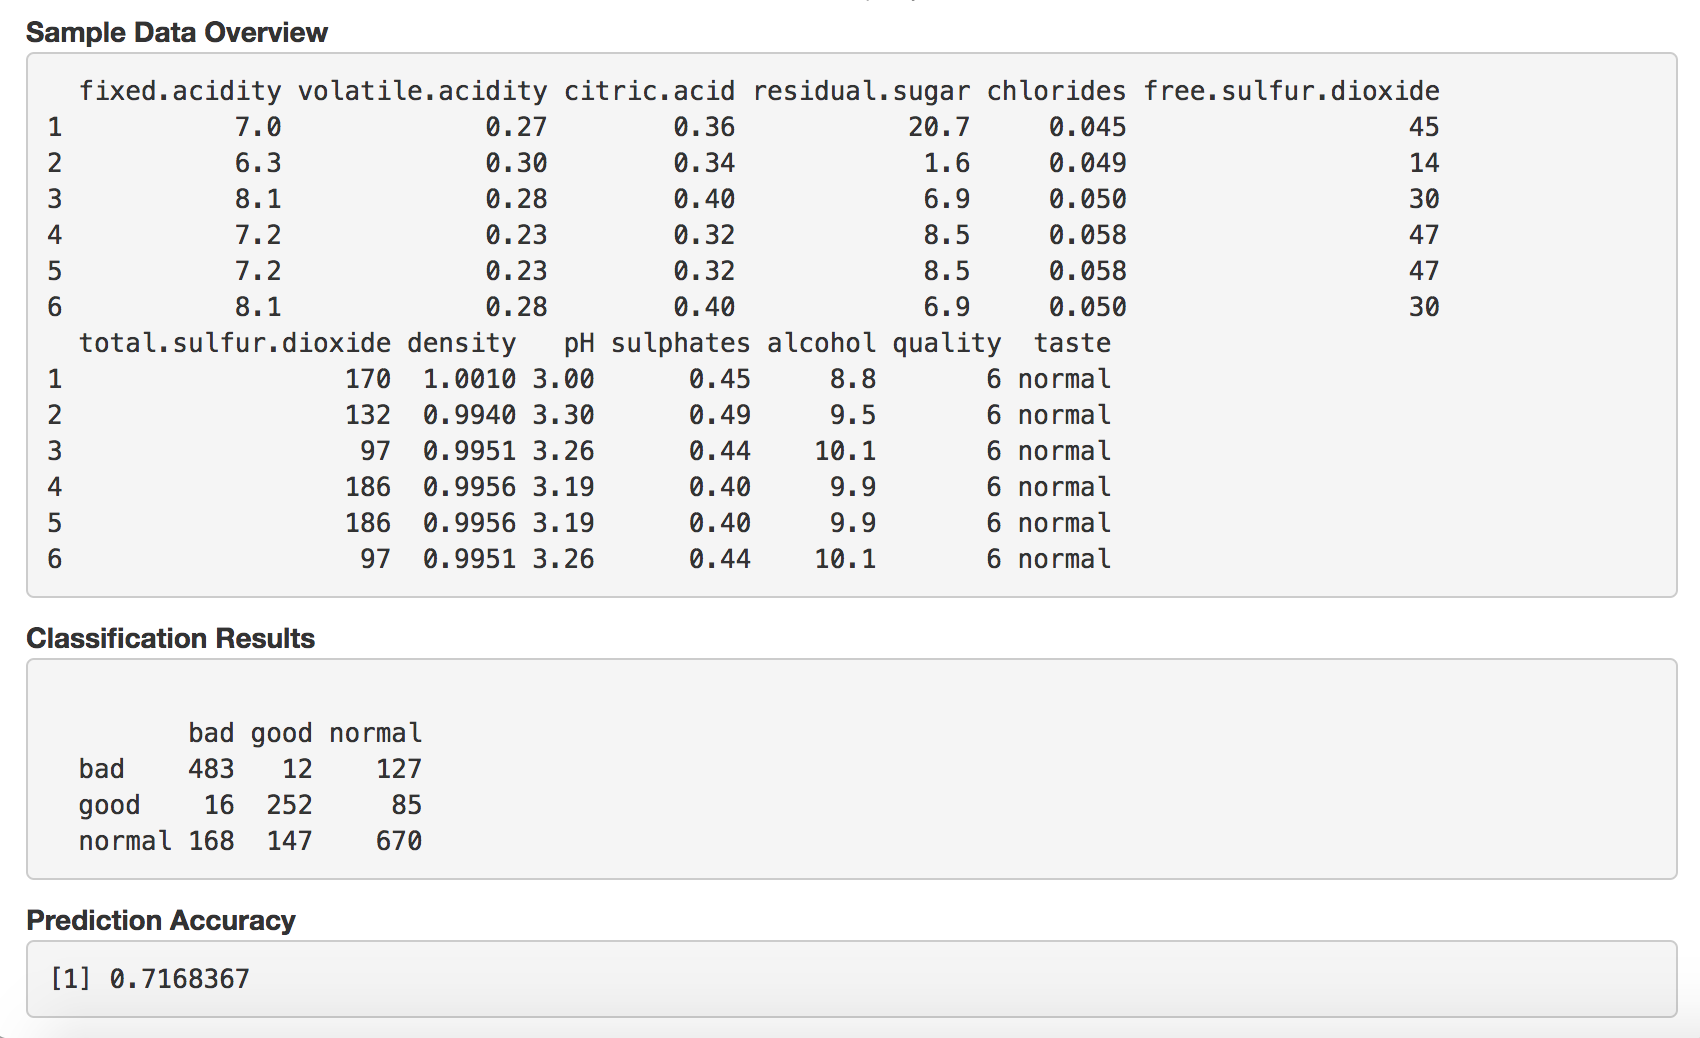 Sample Data Overview
  fixed.acidity volatile.acidity citric.acid residual.sugar chlorides free.sulfur.dioxide
1           7.0             0.27        0.36           20.7     0.045                  45
2           6.3             0.30        0.34            1.6     0.049                  14
3           8.1             0.28        0.40            6.9     0.050                  30
4           7.2             0.23        0.32            8.5     0.058                  47
5           7.2             0.23        0.32            8.5     0.058                  47
6           8.1             0.28        0.40            6.9     0.050                  30
  total.sulfur.dioxide density   pH sulphates alcohol quality  taste
1                  170  1.0010 3.00      0.45     8.8       6 normal
2                  132  0.9940 3.30      0.49     9.5       6 normal
3                   97  0.9951 3.26      0.44    10.1       6 normal
4                  186  0.9956 3.19      0.40     9.9       6 normal
5                  186  0.9956 3.19      0.40     9.9       6 normal
6                   97  0.9951 3.26      0.44    10.1       6 normal
Classification Results
         bad good normal
  bad    483   12    127
  good    16  252     85
  normal 168  147    670
Prediction Accuracy
[1] 0.7168367